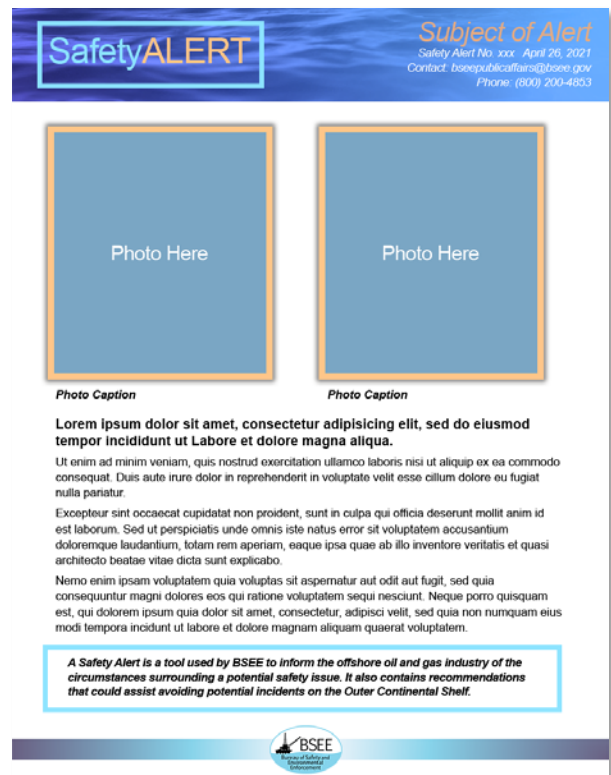 SafetyALERT
Subject of Alert
Safety Alert No. xxx April 26, 2021
Contact: bseepublicaffairs@bsee.gov
Phone: (800) 200-4853
Photo Here
Photo Here
Photo Caption
Photo Caption
Lorem ipsum dolor sit amet, consectetur adipisicing elit, sed do eiusmod
tempor incididunt ut Labore et dolore magna aliqua.
Ut enim ad minim veniam, quis nostrud exercitation ullamco laboris nisi ut aliquip ex ea commodo
consequat. Duis aute irure dolor in reprehenderit in voluptate velit esse cillum dolore eu fugiat
nulla pariatur.
Excepteur sint occaecat cupidatat non proident, sunt in culpa qui officia deserunt mollit anim id
est laborum. Sed ut perspiciatis unde omnis iste natus error sit voluptatem accusantium
doloremque laudantium, totam rem aperiam, eaque ipsa quae ab illo inventore veritatis et quasi
architecto beatae vitae dicta sunt explicabo.
Nemo enim ipsam voluptatem quia voluptas sit aspernatur aut odit aut fugit, sed quia
consequuntur magni dolores eos qui ratione voluptatem sequi nesciunt. Neque porro quisquam
est, qui dolorem ipsum quia dolor sit amet, consectetur, adipisci velit, sed quia non numquam eius
modi tempora incidunt ut labore et dolore magnam aliquam quaerat voluptatem.
A Safety Alert is a tool used by BSEE to inform the offshore oil and gas industry of the
circumstances surrounding a potential safety issue. It also contains recommendations
that could assist avoiding potential incidents on the Outer Continental Shelf.
BSEE
Bureau of Safety and
Environmental
Enforcement